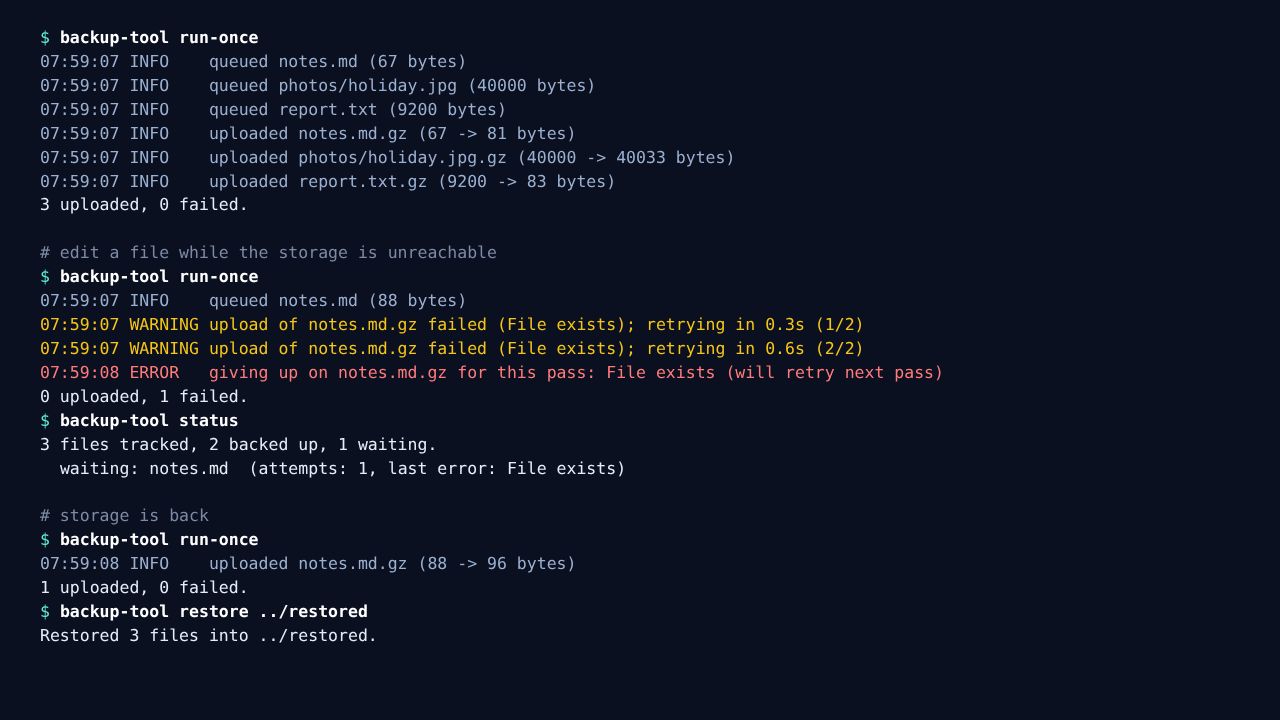 $ backup-tool run-once
07:59:07 INFO    queued notes.md (67 bytes)
07:59:07 INFO    queued photos/holiday.jpg (40000 bytes)
07:59:07 INFO    queued report.txt (9200 bytes)
07:59:07 INFO    uploaded notes.md.gz (67 -> 81 bytes)
07:59:07 INFO    uploaded photos/holiday.jpg.gz (40000 -> 40033 bytes)
07:59:07 INFO    uploaded report.txt.gz (9200 -> 83 bytes)
3 uploaded, 0 failed.

# edit a file while the storage is unreachable
$ backup-tool run-once
07:59:07 INFO    queued notes.md (88 bytes)
07:59:07 WARNING upload of notes.md.gz failed (File exists); retrying in 0.3s (1/2)
07:59:07 WARNING upload of notes.md.gz failed (File exists); retrying in 0.6s (2/2)
07:59:08 ERROR   giving up on notes.md.gz for this pass: File exists (will retry next pass)
0 uploaded, 1 failed.
$ backup-tool status
3 files tracked, 2 backed up, 1 waiting.
  waiting: notes.md  (attempts: 1, last error: File exists)

# storage is back
$ backup-tool run-once
07:59:08 INFO    uploaded notes.md.gz (88 -> 96 bytes)
1 uploaded, 0 failed.
$ backup-tool restore ../restored
Restored 3 files into ../restored.